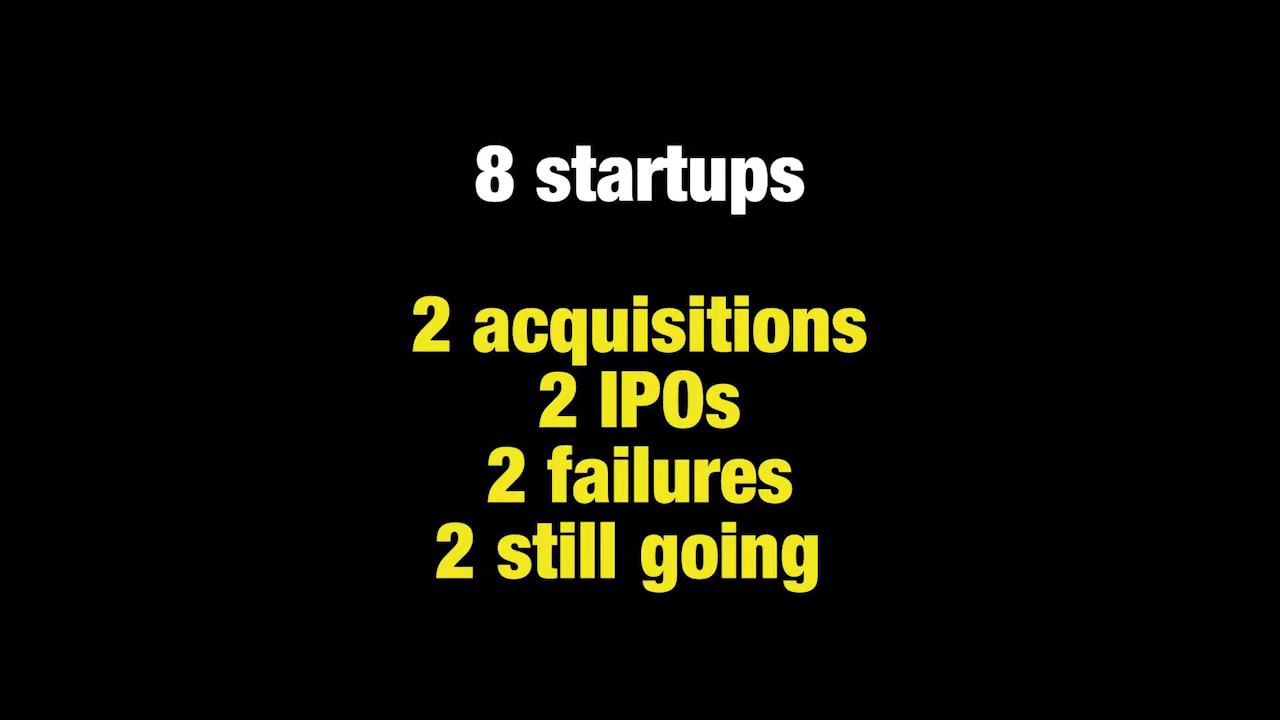 8 startups
2 acquisitions
2 IPOs
2 failures
2 still going